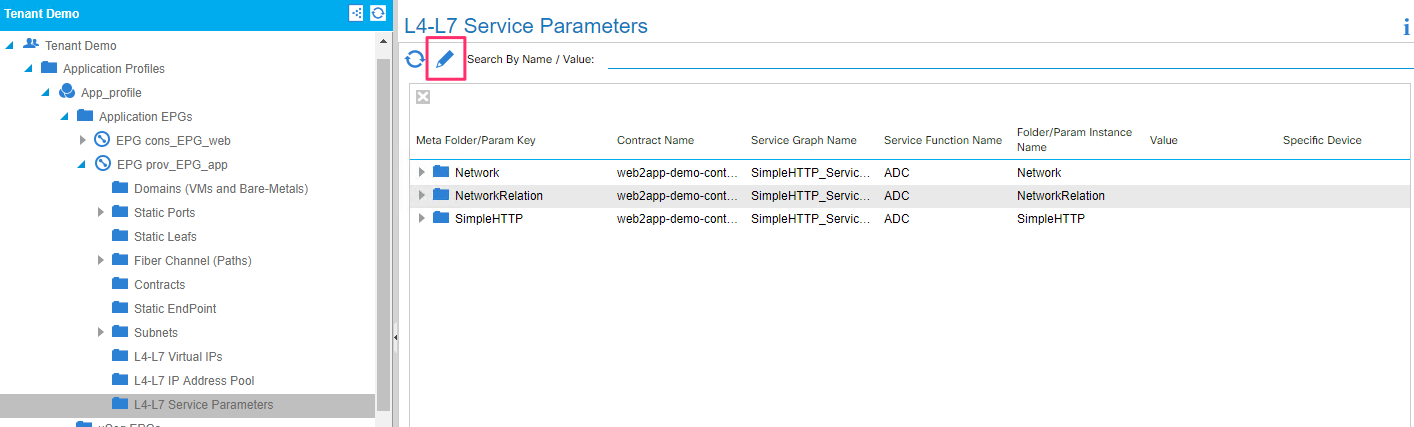 Tenant Demo
Tenant Demo
Application Profiles
App_profile
Application EPGs
EPG cons_EPG_web
EPG prov_EPG_app
Domains (VMs and Bare-Metals)
Static Ports
Static Leafs
Fiber Channel (Paths)
Contracts
Static EndPoint
Subnets
L4-L7 Virtual IPs
L4-L7 IP Address Pool
L4-L7 Service Parameters
L4-L7 Service Parameters
i
Search By Name / Value:
Meta Folder/Param Key Contract Name Service Graph Name Service Function Name Folder/Param Instance Name Value Specific Device
Network web2app-demo-cont... SimpleHTTP_Servic... ADC Network
NetworkRelation web2app-demo-cont... SimpleHTTP_Servic... ADC NetworkRelation
SimpleHTTP web2app-demo-cont... SimpleHTTP_Servic... ADC SimpleHTTP